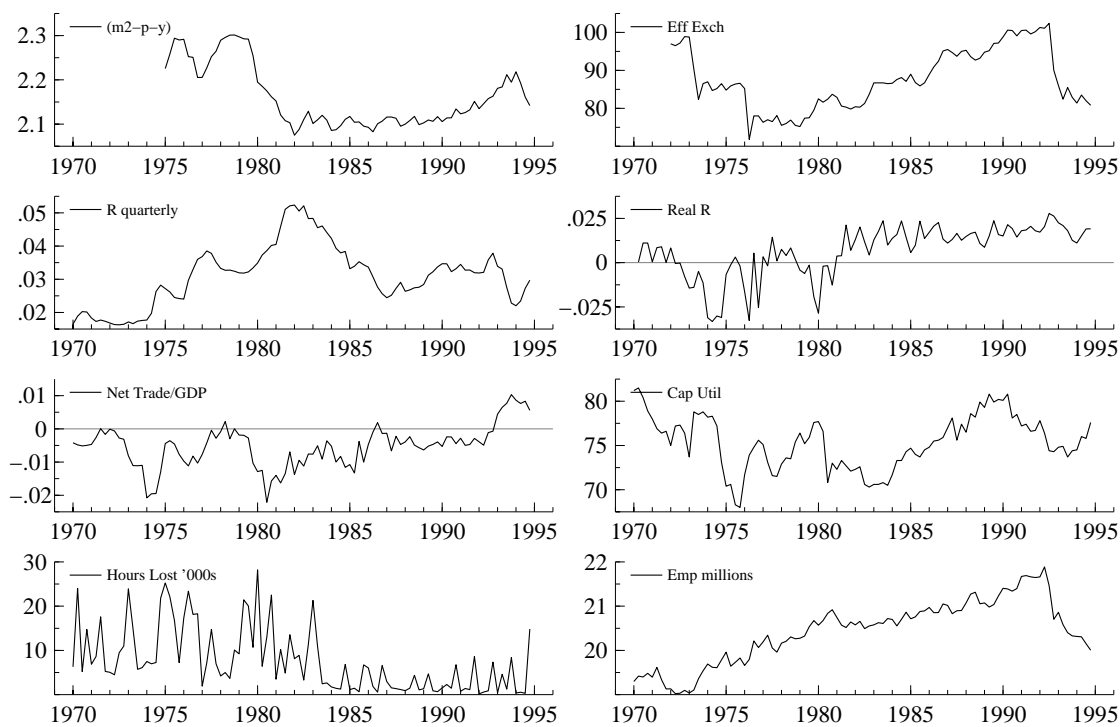 (m2−p−y)
2.3
2.2
2.1
1970 1975 1980 1985 1990 1995
Eff Exch
100
90
80
1970 1975 1980 1985 1990 1995
R quarterly
.05
.04
.03
.02
1970 1975 1980 1985 1990 1995
Real R
.025
0
−.025
1970 1975 1980 1985 1990 1995
Net Trade/GDP
.01
0
−.01
−.02
1970 1975 1980 1985 1990 1995
Cap Util
80
75
70
1970 1975 1980 1985 1990 1995
30
Hours Lost ’000s
20
10
1970 1975 1980 1985 1990 1995
22
Emp millions
21
20
1970 1975 1980 1985 1990 1995